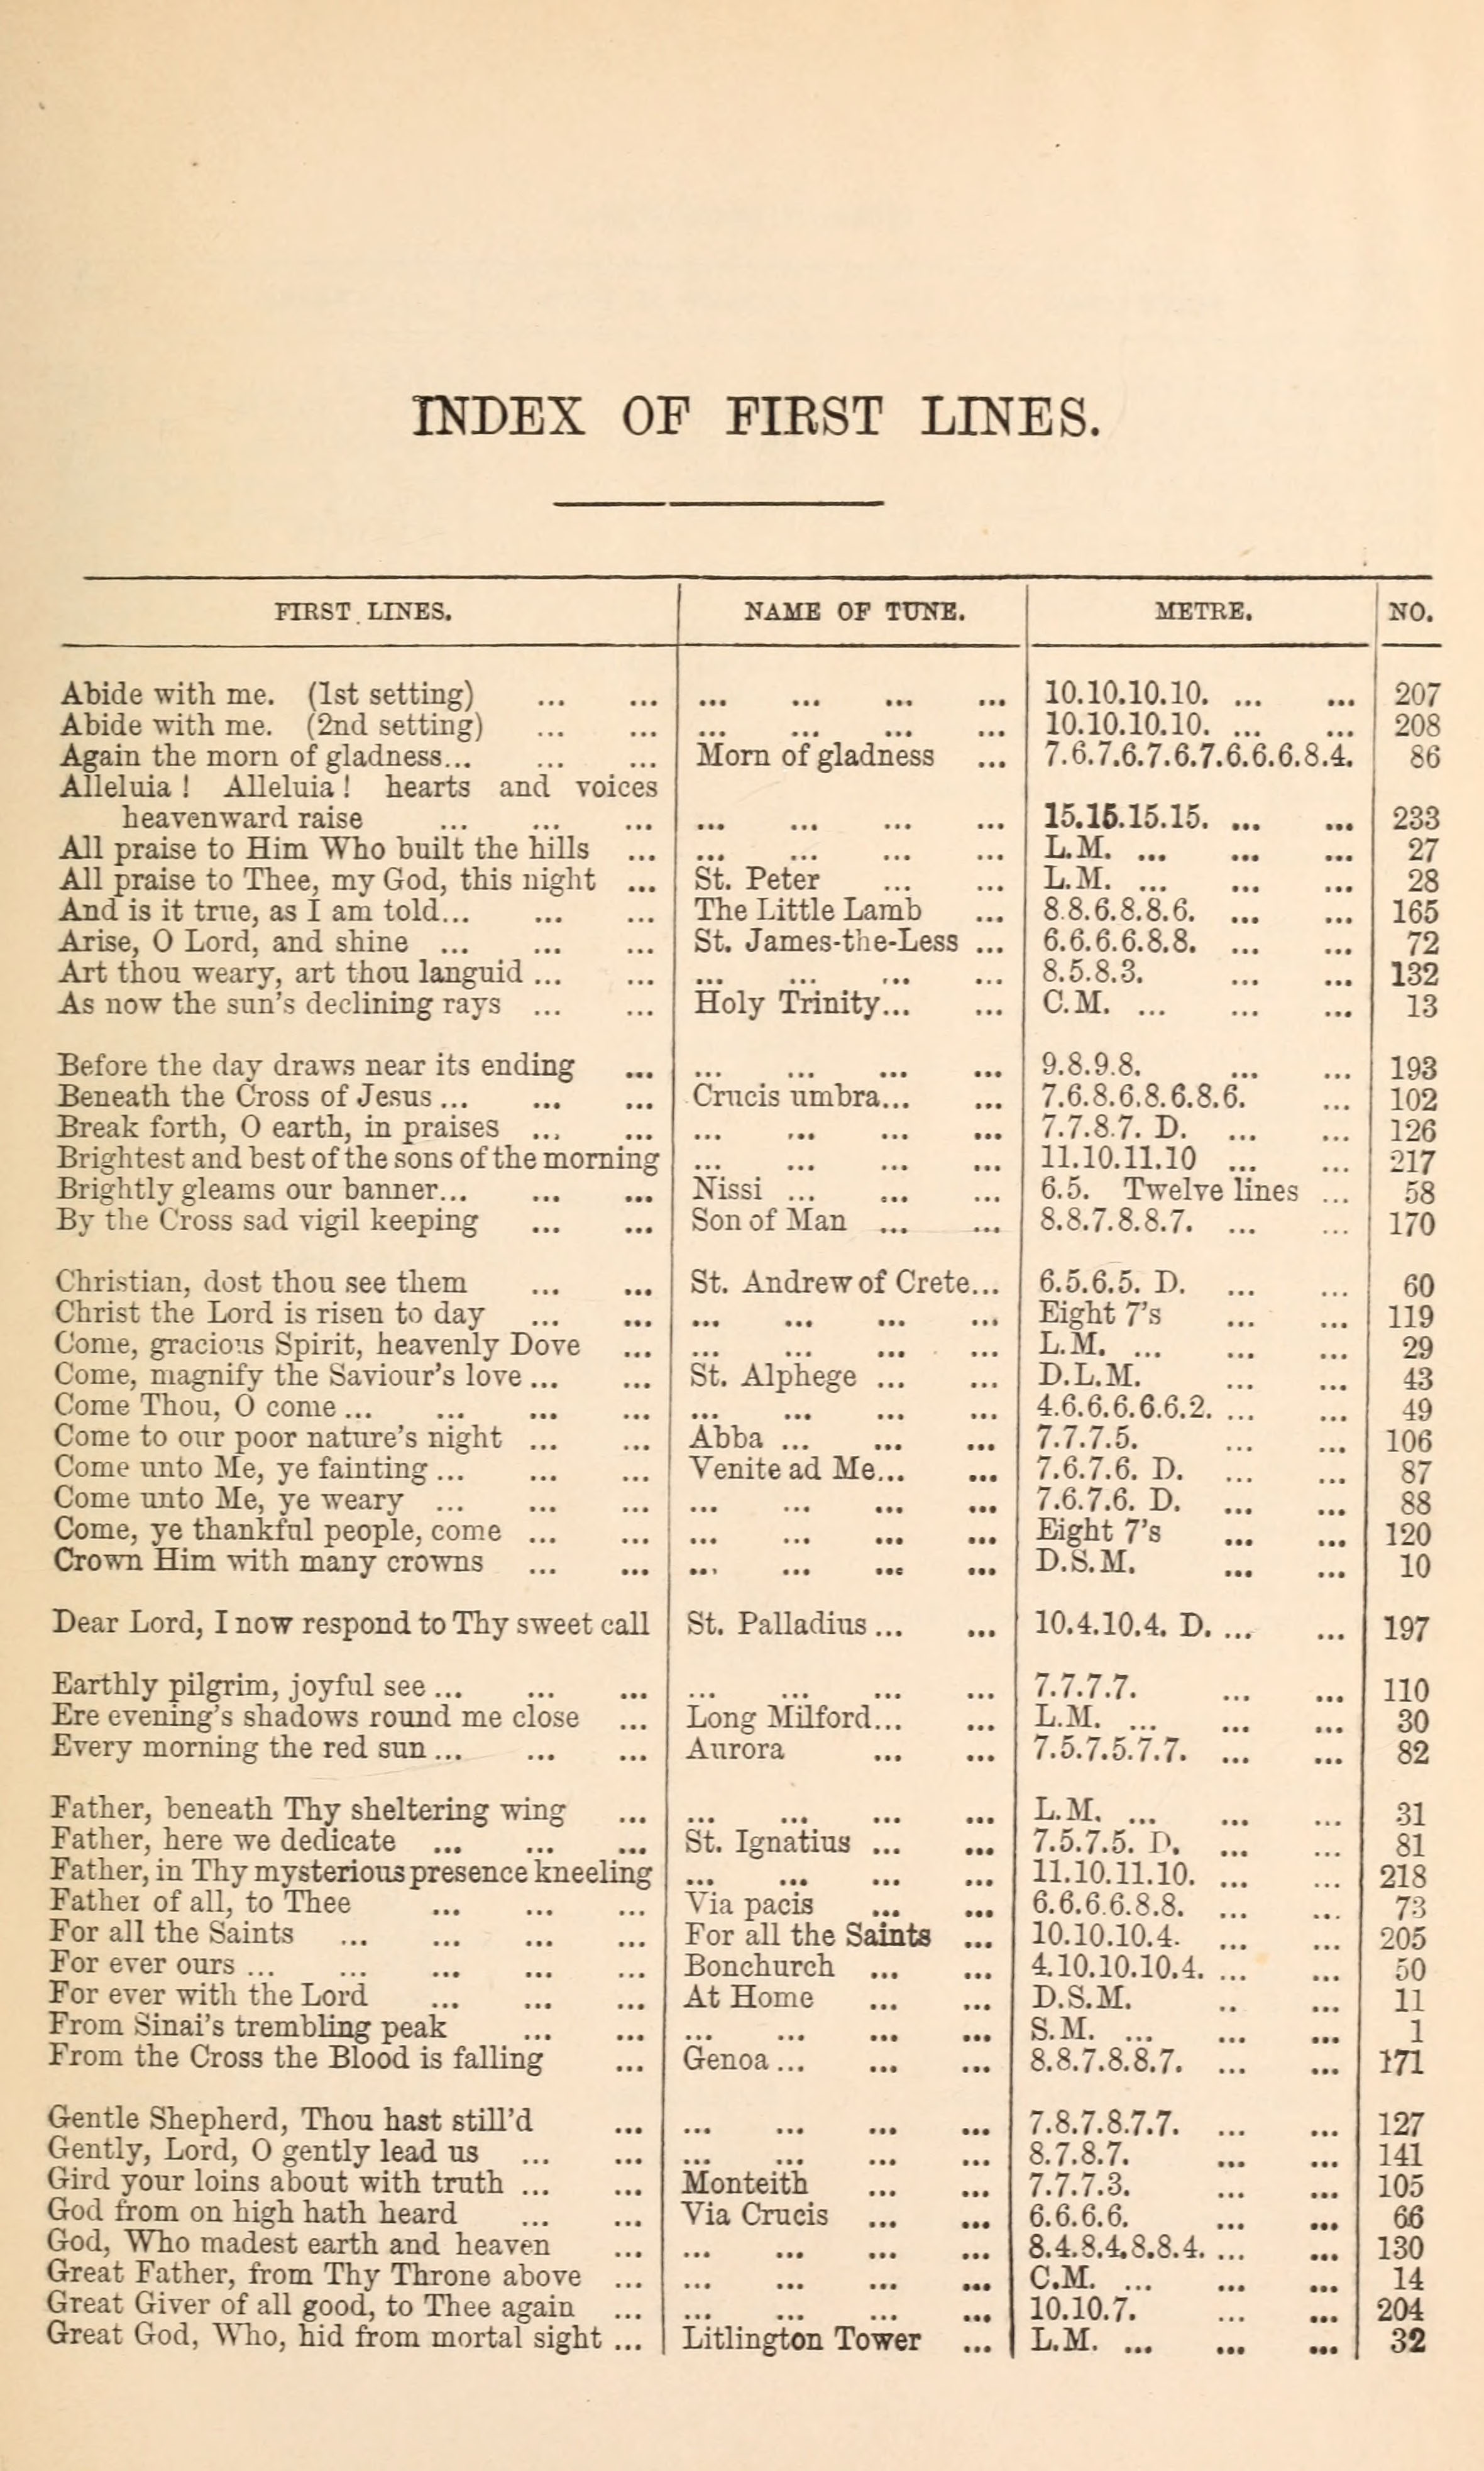 INDEX OF FIRST LINES.
FIRST LINES. NAME OF TUNE. METRE. NO.
Abide with me. (1st setting) ... ... ... ... ... ... 10.10.10.10. ... ... 207
Abide with me. (2nd setting) ... ... ... ... ... ... 10.10.10.10. ... ... 208
Again the morn of gladness... ... ... Morn of gladness ... 7.6.7.6.7.6.7.6.6.6.8.4. 86
Alleluia ! Alleluia ! hearts and voices
heavenward raise ... ... ... ... ... ... ... 15.15.15.15. ... ... 233
All praise to Him Who built the hills ... ... ... ... ... L.M. ... ... ... 27
All praise to Thee, my God, this night ... St. Peter ... ... L.M. ... ... ... 28
And is it true, as I am told... ... ... The Little Lamb ... 8.8.6.8.8.6. ... ... 165
Arise, O Lord, and shine ... ... ... St. James-the-Less ... 6.6.6.6.8.8. ... ... 72
Art thou weary, art thou languid ... ... ... ... ... ... 8.5.8.3. ... ... 132
As now the sun's declining rays ... ... Holy Trinity... ... C.M. ... ... ... 13
Before the day draws near its ending ... ... ... ... ... 9.8.9.8. ... ... 193
Beneath the Cross of Jesus ... ... ... Crucis umbra... ... 7.6.8.6.8.6.8.6. ... 102
Break forth, O earth, in praises ... ... ... ... ... ... 7.7.8.7. D. ... ... 126
Brightest and best of the sons of the morning ... ... ... ... 11.10.11.10 ... ... 217
Brightly gleams our banner... ... ... Nissi ... ... ... 6.5. Twelve lines ... 58
By the Cross sad vigil keeping ... ... Son of Man ... ... 8.8.7.8.8.7. ... ... 170
Christian, dost thou see them ... ... St. Andrew of Crete... 6.5.6.5. D. ... ... 60
Christ the Lord is risen to day ... ... ... ... ... ... Eight 7's ... ... 119
Come, gracious Spirit, heavenly Dove ... ... ... ... ... L.M. ... ... ... 29
Come, magnify the Saviour's love ... ... St. Alphege ... ... D.L.M. ... ... 43
Come Thou, O come ... ... ... ... ... ... ... ... 4.6.6.6.6.6.2. ... ... 49
Come to our poor nature's night ... ... Abba ... ... ... 7.7.7.5. ... ... 106
Come unto Me, ye fainting ... ... ... Venite ad Me... ... 7.6.7.6. D. ... ... 87
Come unto Me, ye weary ... ... ... ... ... ... ... 7.6.7.6. D. ... ... 88
Come, ye thankful people, come ... ... ... ... ... ... Eight 7's ... ... 120
Crown Him with many crowns ... ... ... ... ... ... D.S.M. ... ... 10
Dear Lord, I now respond to Thy sweet call St. Palladius ... ... 10.4.10.4. D. ... ... 197
Earthly pilgrim, joyful see ... ... ... ... ... ... ... 7.7.7.7. ... ... 110
Ere evening's shadows round me close ... Long Milford... ... L.M. ... ... ... 30
Every morning the red sun ... ... ... Aurora ... ... 7.5.7.5.7.7. ... ... 82
Father, beneath Thy sheltering wing ... ... ... ... ... L.M. ... ... ... 31
Father, here we dedicate ... ... ... St. Ignatius ... ... 7.5.7.5. D. ... ... 81
Father, in Thy mysterious presence kneeling ... ... ... ... 11.10.11.10. ... ... 218
Father of all, to Thee ... ... ... Via pacis ... ... 6.6.6.6.8.8. ... ... 73
For all the Saints ... ... ... ... For all the Saints ... 10.10.10.4. ... ... 205
For ever ours ... ... ... ... ... Bonchurch ... ... 4.10.10.10.4. ... ... 50
For ever with the Lord ... ... ... At Home ... ... D.S.M. .. ... 11
From Sinai's trembling peak ... ... ... ... ... ... S.M. ... ... ... 1
From the Cross the Blood is falling ... Genoa ... ... ... 8.8.7.8.8.7. ... ... 171
Gentle Shepherd, Thou hast still'd ... ... ... ... ... 7.8.7.8.7.7. ... ... 127
Gently, Lord, O gently lead us ... ... ... ... ... ... 8.7.8.7. ... ... 141
Gird your loins about with truth ... ... Monteith ... ... 7.7.7.3. ... ... 105
God from on high hath heard ... ... Via Crucis ... ... 6.6.6.6. ... ... 66
God, Who madest earth and heaven ... ... ... ... ... 8.4.8.4.8.8.4. ... ... 130
Great Father, from Thy Throne above ... ... ... ... ... C.M. ... ... ... 14
Great Giver of all good, to Thee again ... ... ... ... ... 10.10.7. ... ... 204
Great God, Who, hid from mortal sight ... Litlington Tower ... L.M. ... ... ... 32